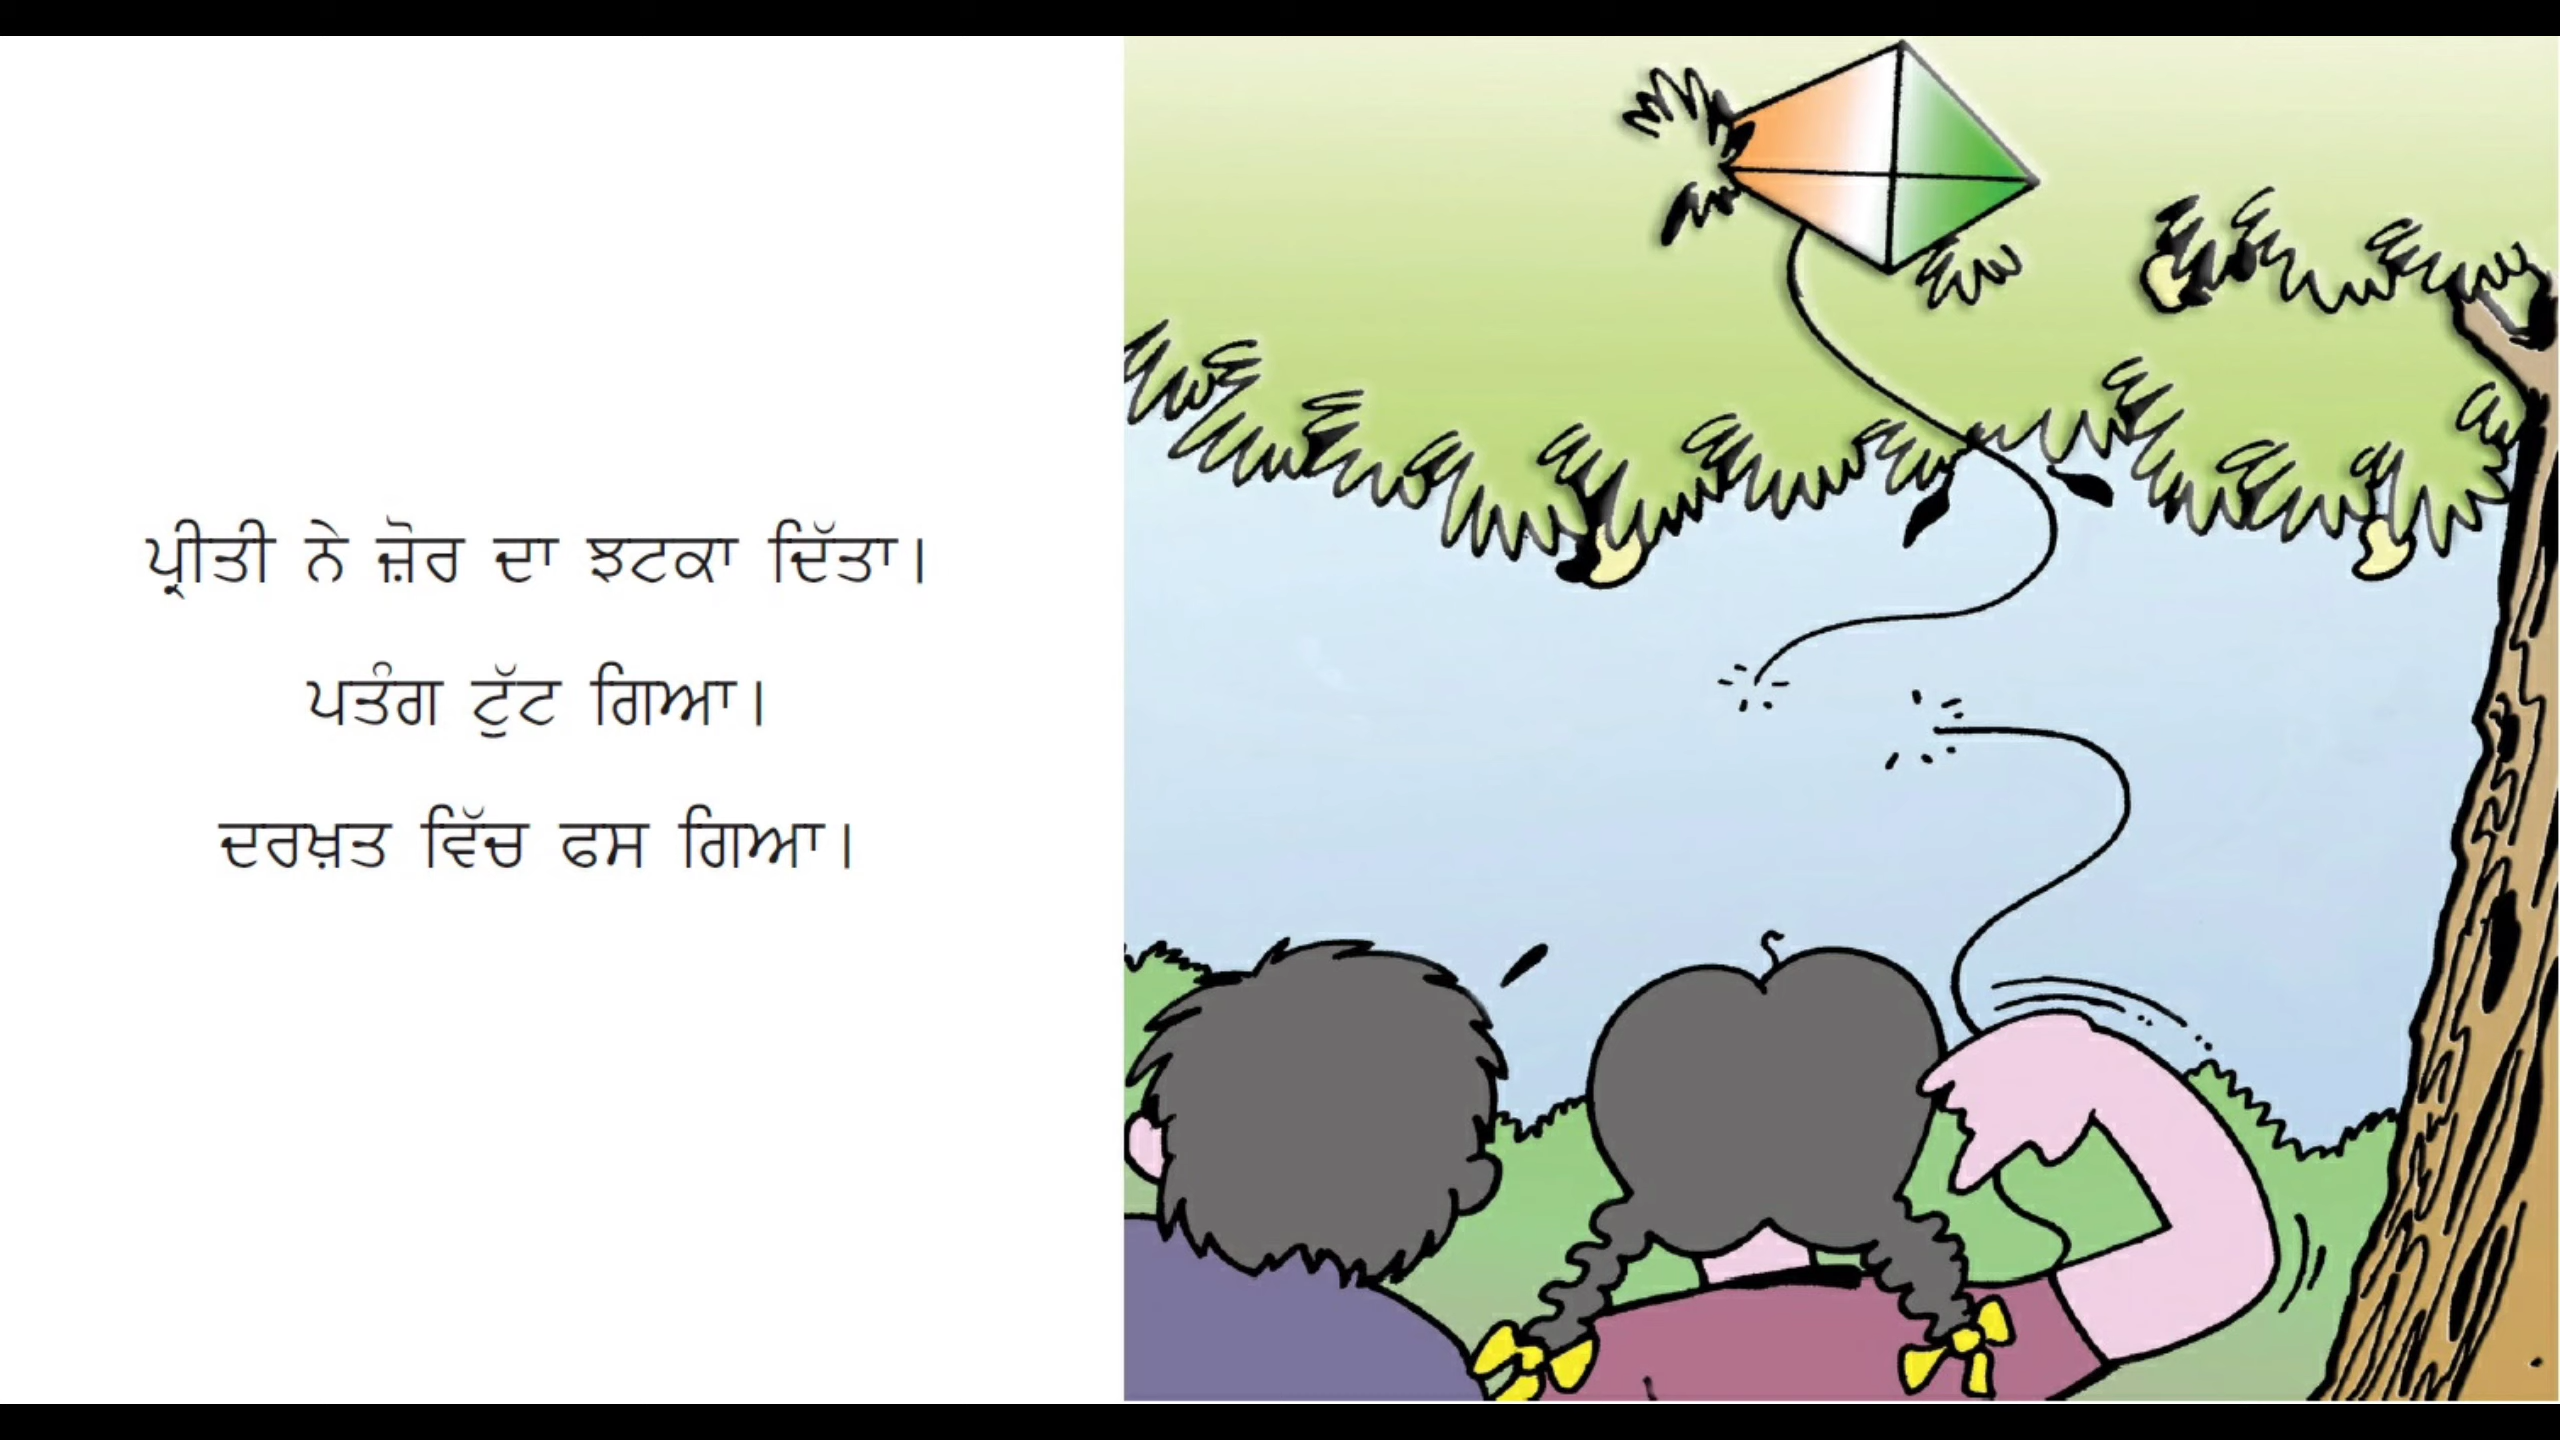 ਪ੍ਰੀਤੀ ਨੇ ਜ਼ੋਰ ਦਾ ਝਟਕਾ ਦਿੱਤਾ।
ਪਤੰਗ ਟੁੱਟ ਗਿਆ।
ਦਰਖ਼ਤ ਵਿੱਚ ਫਸ ਗਿਆ।